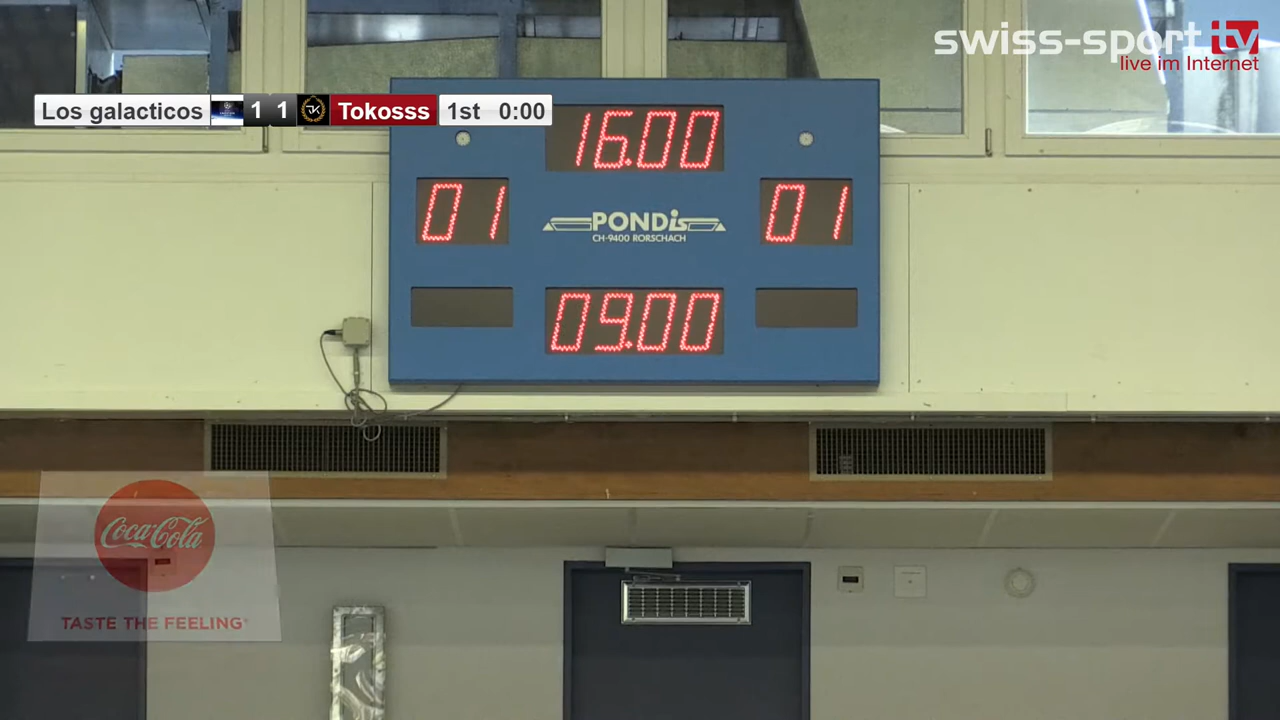 swiss-sport tv
live im Internet
Los galacticos 1 1 Tokosss 1st 0:00
16.00
01 01
PONDiS
CH-9400 RORSCHACH
09.00
Coca-Cola
TASTE THE FEELING®